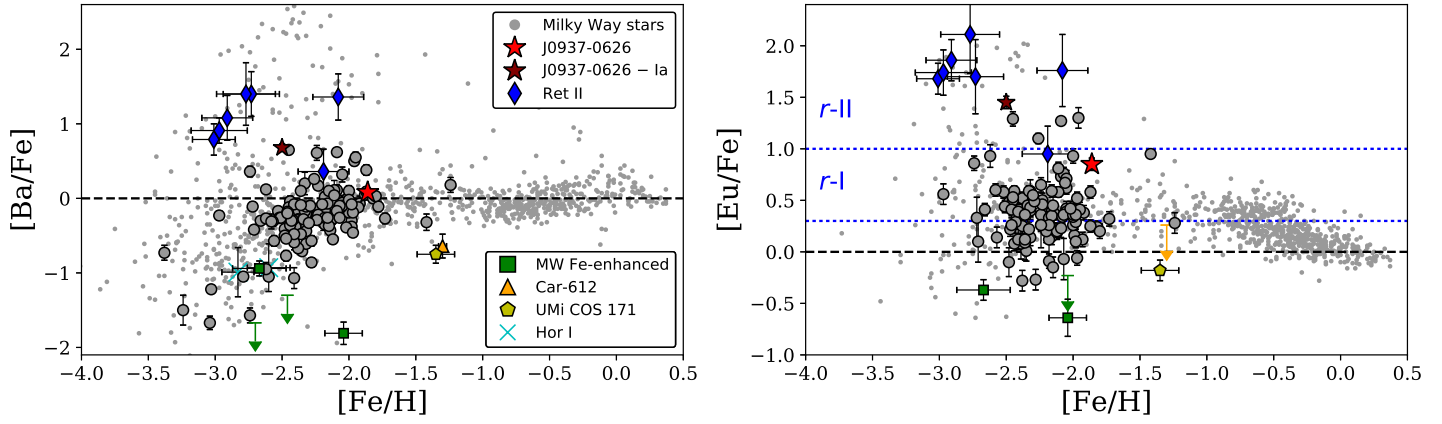 [Ba/Fe]
2
1
0
−1
−2
−4.0 −3.5 −3.0 −2.5 −2.0 −1.5 −1.0 −0.5 0.0 0.5
[Fe/H]
Milky Way stars
J0937-0626
J0937-0626 − Ia
Ret II
MW Fe-enhanced
Car-612
UMi COS 171
Hor I
[Eu/Fe]
2.0
1.5
1.0
0.5
0.0
−0.5
−1.0
r-II
r-I
−4.0 −3.5 −3.0 −2.5 −2.0 −1.5 −1.0 −0.5 0.0 0.5
[Fe/H]